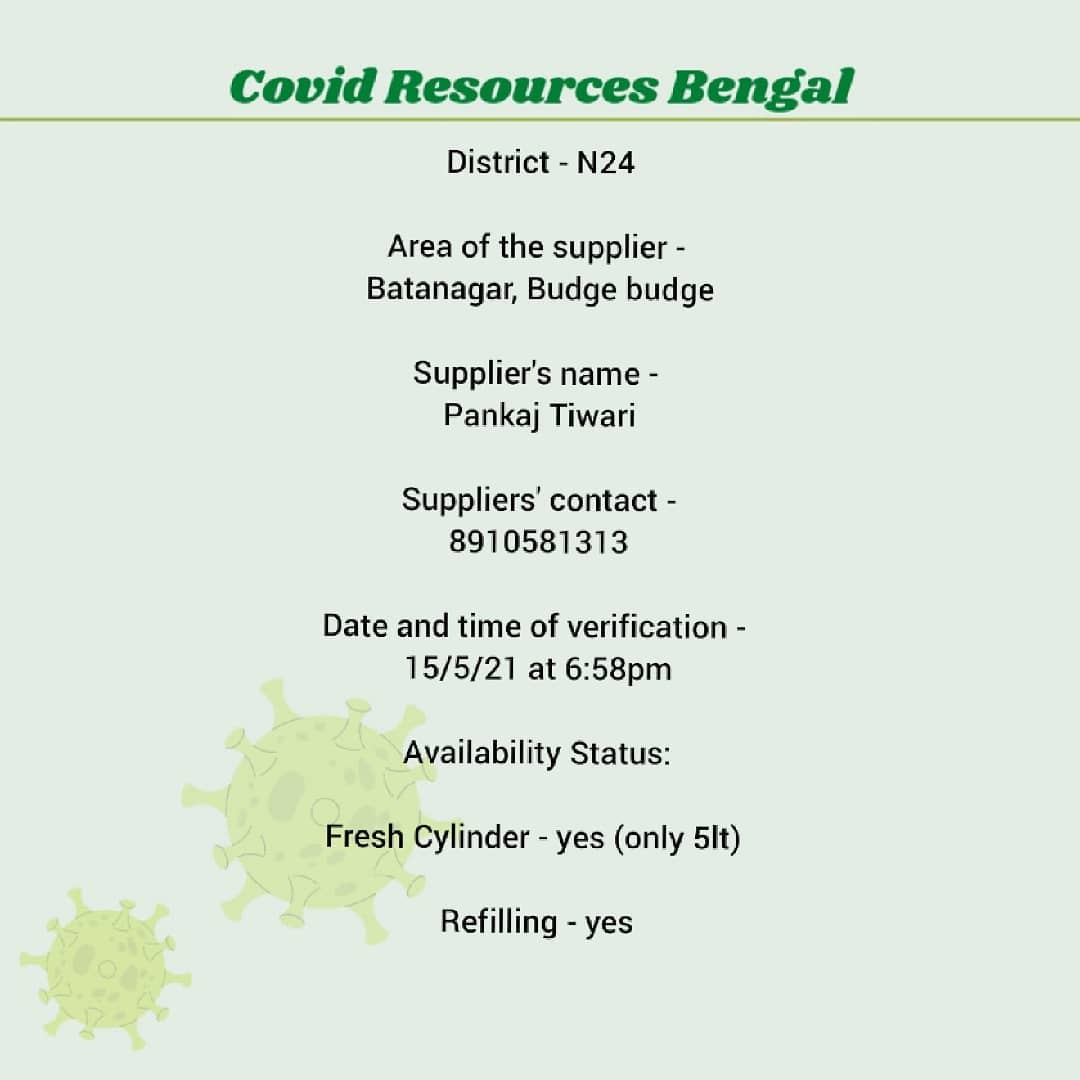 Covid Resources Bengal
District - N24
Area of the supplier -
Batanagar, Budge budge
Supplier's name -
Pankaj Tiwari
Suppliers' contact -
8910581313
Date and time of verification -
15/5/21 at 6:58pm
Availability Status:
Fresh Cylinder - yes (only 5lt)
Refilling - yes